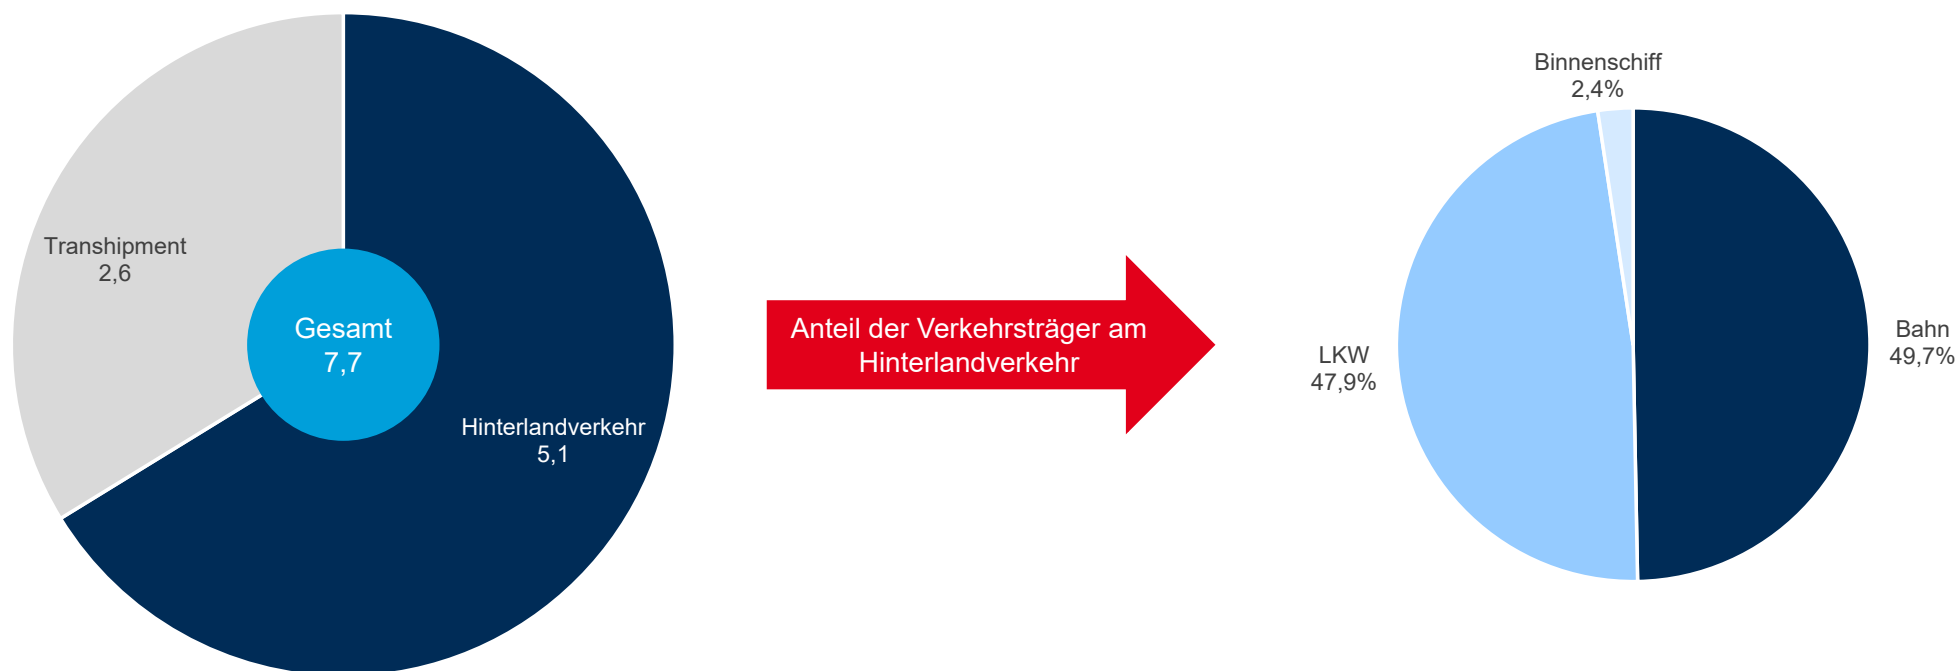 Transhipment
2,6
Gesamt
7,7
Hinterlandverkehr
5,1
Anteil der Verkehrsträger am
Hinterlandverkehr
Binnenschiff
2,4%
LKW
47,9%
Bahn
49,7%